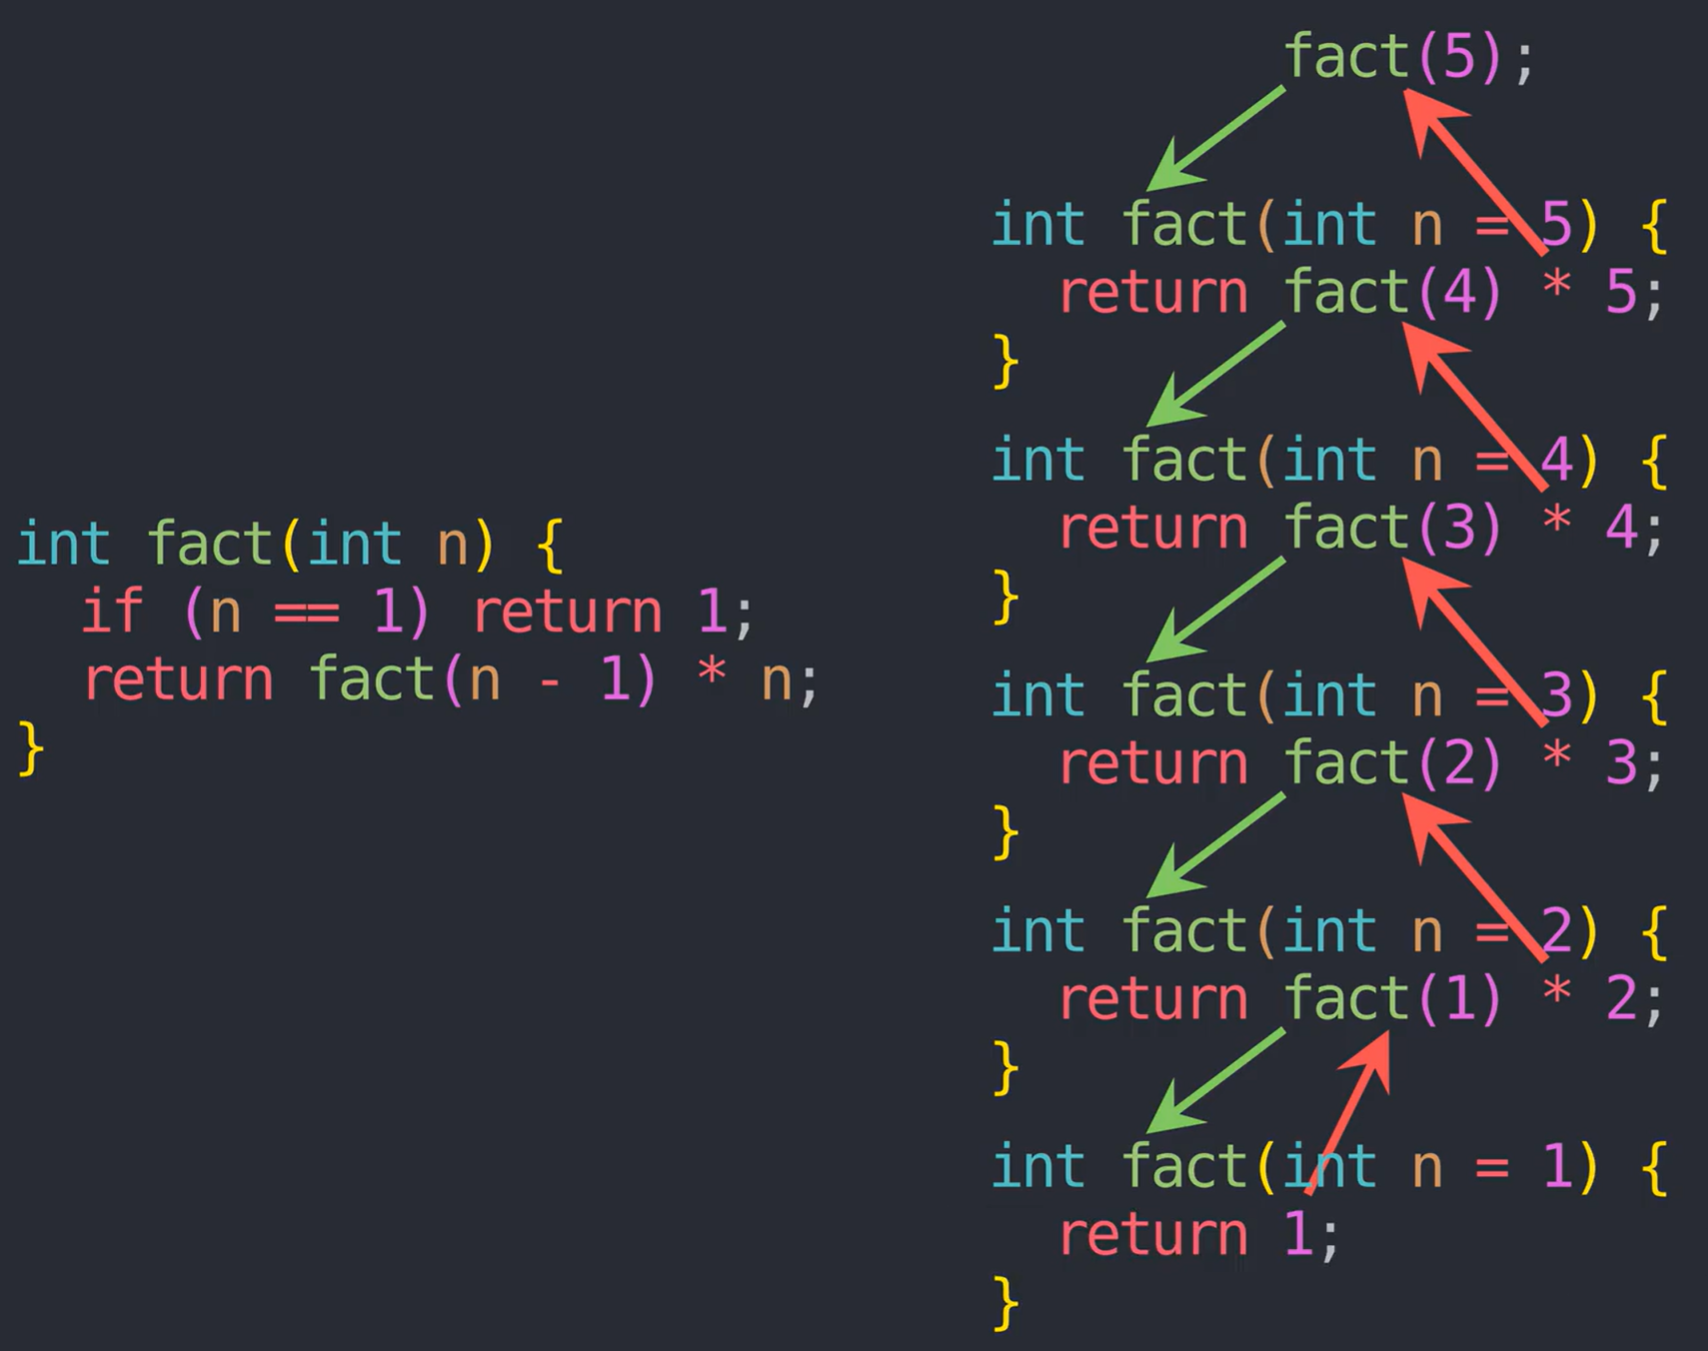 int fact(int n) {
  if (n == 1) return 1;
  return fact(n - 1) * n;
}
fact(5);
int fact(int n = 5) {
  return fact(4) * 5;
}
int fact(int n = 4) {
  return fact(3) * 4;
}
int fact(int n = 3) {
  return fact(2) * 3;
}
int fact(int n = 2) {
  return fact(1) * 2;
}
int fact(int n = 1) {
  return 1;
}